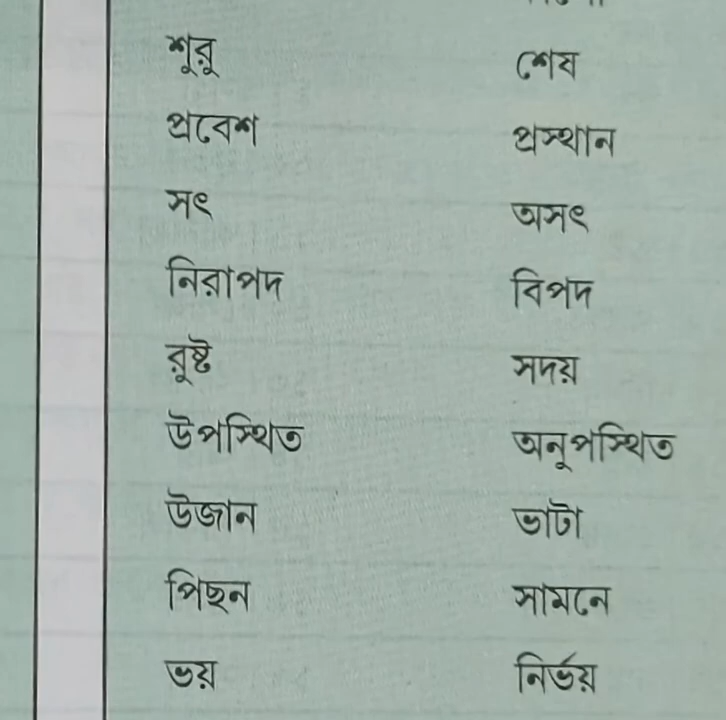 শুরু শেষ
প্রবেশ প্রস্থান
সৎ অসৎ
নিরাপদ বিপদ
রুষ্ট সদয়
উপস্থিত অনুপস্থিত
উজান ভাটা
পিছন সামনে
ভয় নির্ভয়